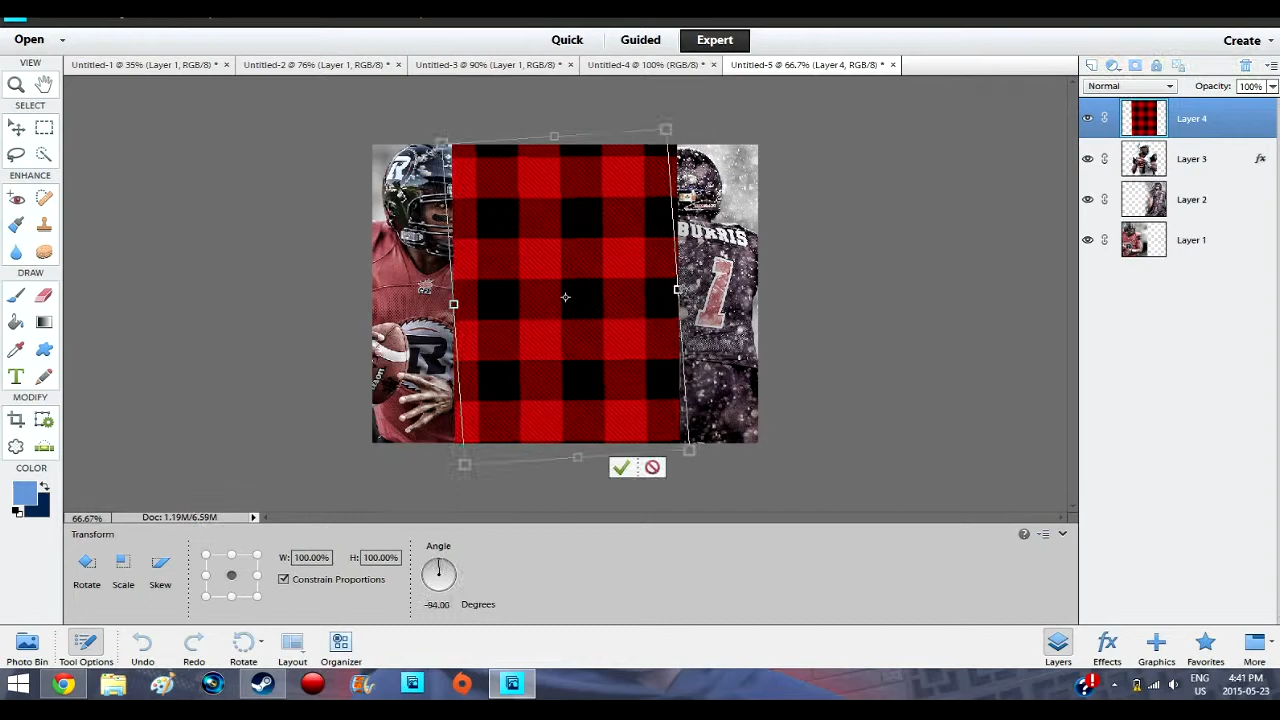 Open
Quick
Guided
Expert
Create
VIEW
Untitled-1 @ 35% (Layer 1, RGB/8) *
Untitled-2 @ 76% (Layer 1, RGB/8) *
Untitled-3 @ 90% (Layer 1, RGB/8) *
Untitled-4 @ 100% (RGB/8) *
Untitled-5 @ 66.7% (Layer 4, RGB/8) *
Normal
Opacity: 100%
SELECT
Layer 4
Layer 3
fx
ENHANCE
Layer 2
BURRIS
1
Layer 1
DRAW
R
CFL
MODIFY
COLOR
66.67%
Doc: 1.19M/6.59M
Transform
Angle
W: 100.00%
H: 100.00%
Rotate
Scale
Skew
Constrain Proportions
-94.00
Degrees
Photo Bin
Tool Options
Undo
Redo
Rotate
Layout
Organizer
Layers
Effects
Graphics
Favorites
More
ENG
US
4:41 PM
2015-05-23